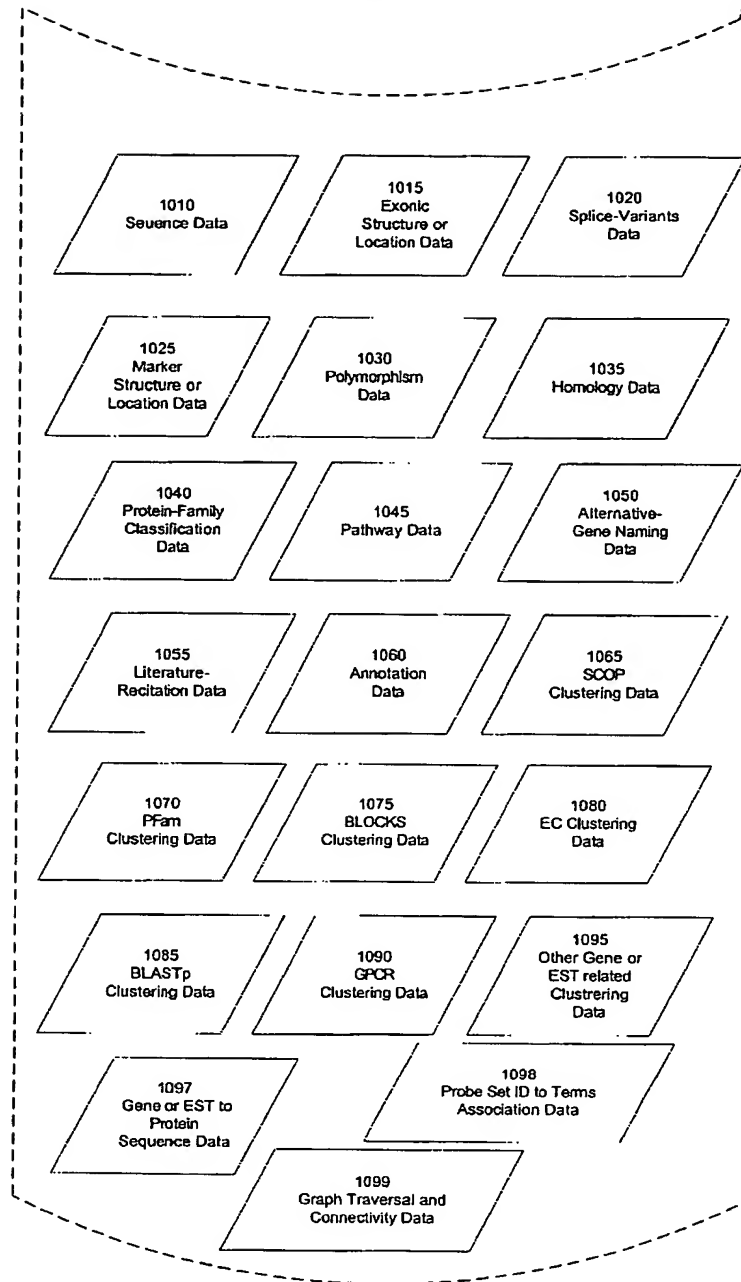 1010
Seuence Data
1015
Exonic
Structure or
Location Data
1020
Splice-Variants
Data
1025
Marker
Structure or
Location Data
1030
Polymorphism
Data
1035
Homology Data
1040
Protein-Family
Classification
Data
1045
Pathway Data
1050
Alternative-
Gene Naming
Data
1055
Literature-
Recitation Data
1060
Annotation
Data
1065
SCOP
Clustering Data
1070
PFam
Clustering Data
1075
BLOCKS
Clustering Data
1080
EC Clustering
Data
1085
BLASTp
Clustering Data
1090
GPCR
Clustering Data
1095
Other Gene or
EST related
Clustrering
Data
1097
Gene or EST to
Protein
Sequence Data
1098
Probe Set ID to Terms
Association Data
1099
Graph Traversal and
Connectivity Data